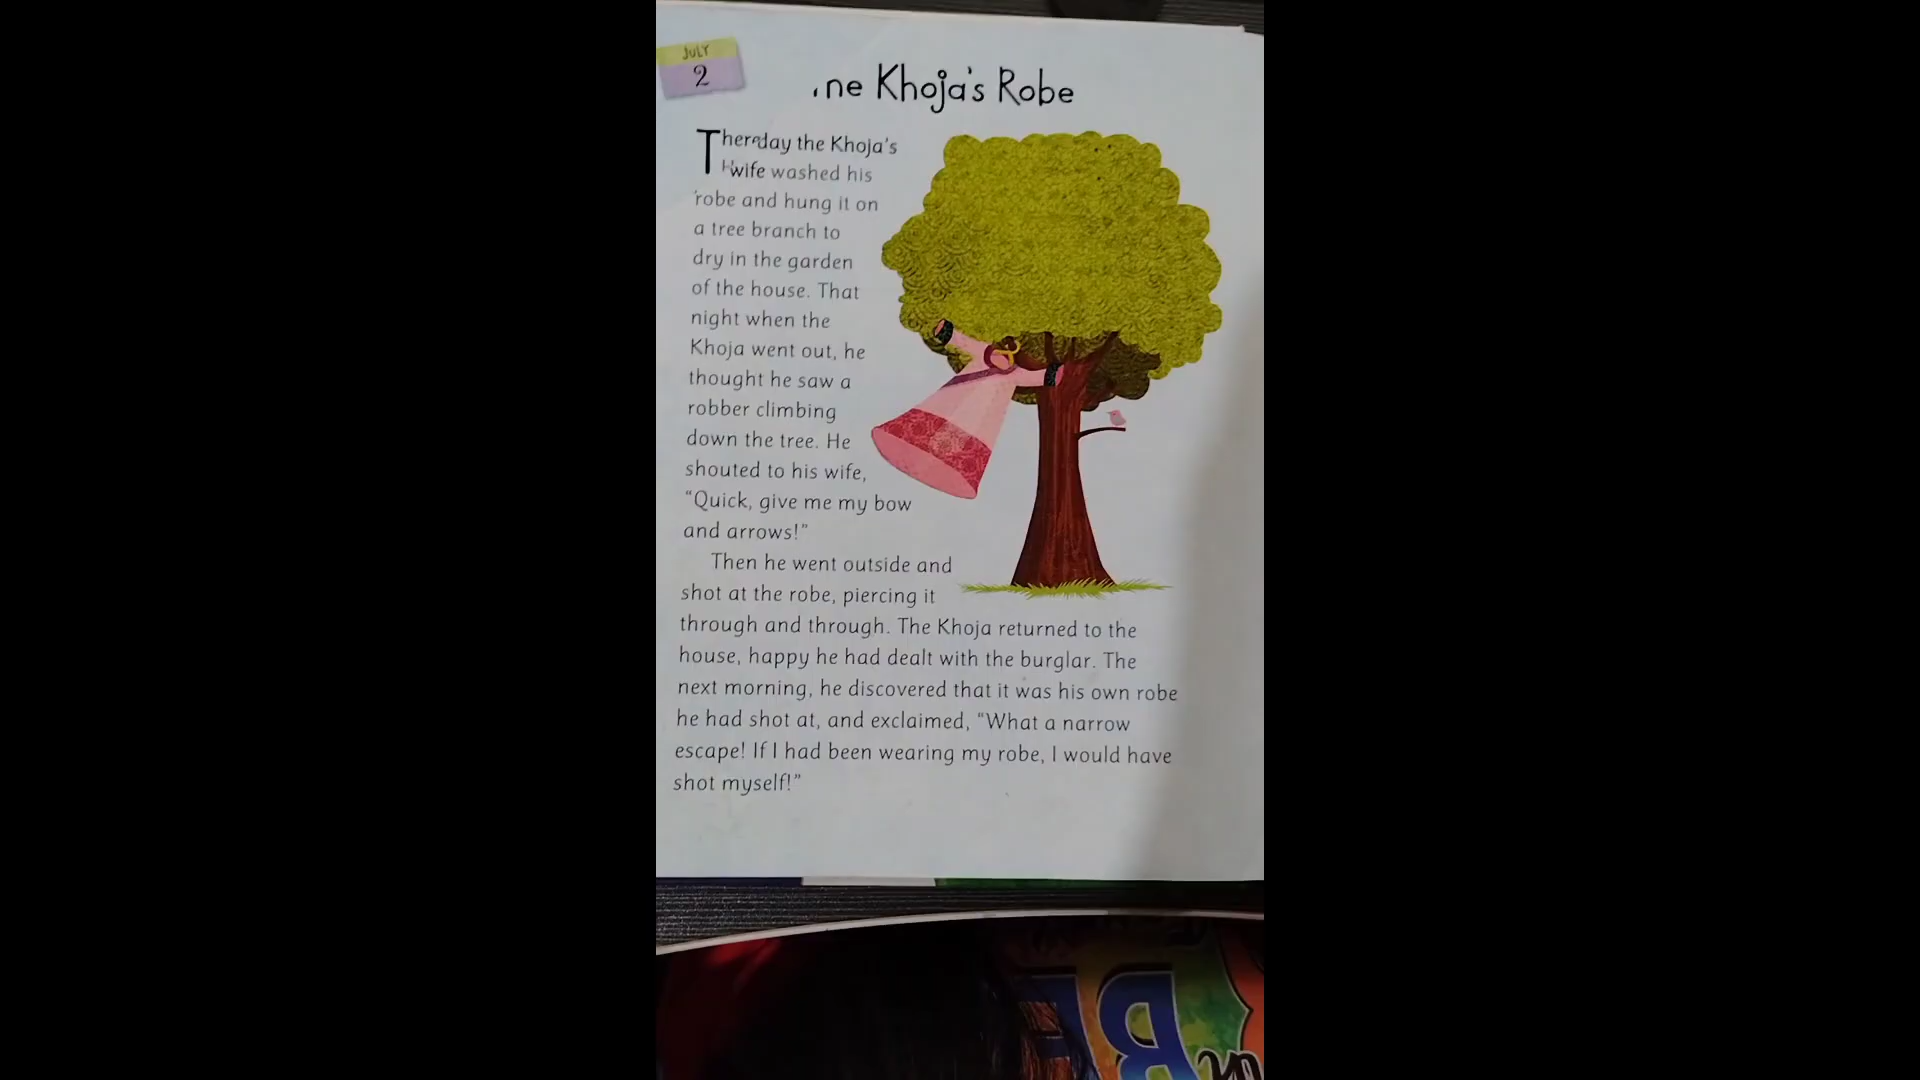 JULY
2
ne Khoja's Robe
day the Khoja's
wife washed his
robe and hung it on
a tree branch to
dry in the garden
of the house. That
night when the
Khoja went out, he
thought he saw a
robber climbing
down the tree. He
shouted to his wife,
“Quick, give me my bow
and arrows!”
Then he went outside and
shot at the robe, piercing it
through and through. The Khoja returned to the
house, happy he had dealt with the burglar. The
next morning, he discovered that it was his own robe
he had shot at, and exclaimed, “What a narrow
escape! If I had been wearing my robe, I would have
shot myself!”
B